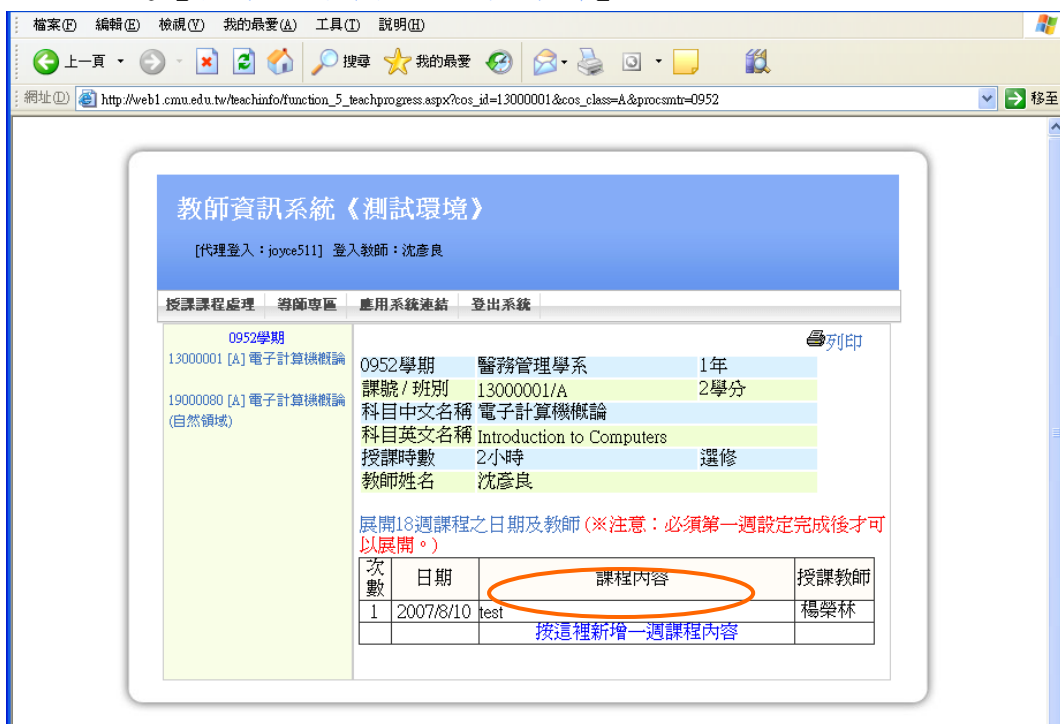 檔案(F) 編輯(E) 檢視(V) 我的最愛(A) 工具(T) 說明(H)
上一頁 搜尋 我的最愛
網址(D) http://web1.cmu.edu.tw/teachinfo/function_5_teachprogress.aspx?cos_id=13000001&cos_class=A&procsmtr=0952 移至
教師資訊系統《測試環境》
[代理登入：joyce511] 登入教師：沈彥良
授課課程處理 導師專區 應用系統連結 登出系統
0952學期
13000001 [A] 電子計算機概論
19000080 [A] 電子計算機概論
(自然領域)
列印
0952學期 醫務管理學系 1年
課號 / 班別 13000001/A 2學分
科目中文名稱 電子計算機概論
科目英文名稱 Introduction to Computers
授課時數 2小時 選修
教師姓名 沈彥良
展開18週課程之日期及教師 (※注意：必須第一週設定完成後才可
以展開。)
次數 日期 課程內容 授課教師
1 2007/8/10 test 楊榮林
按這裡新增一週課程內容